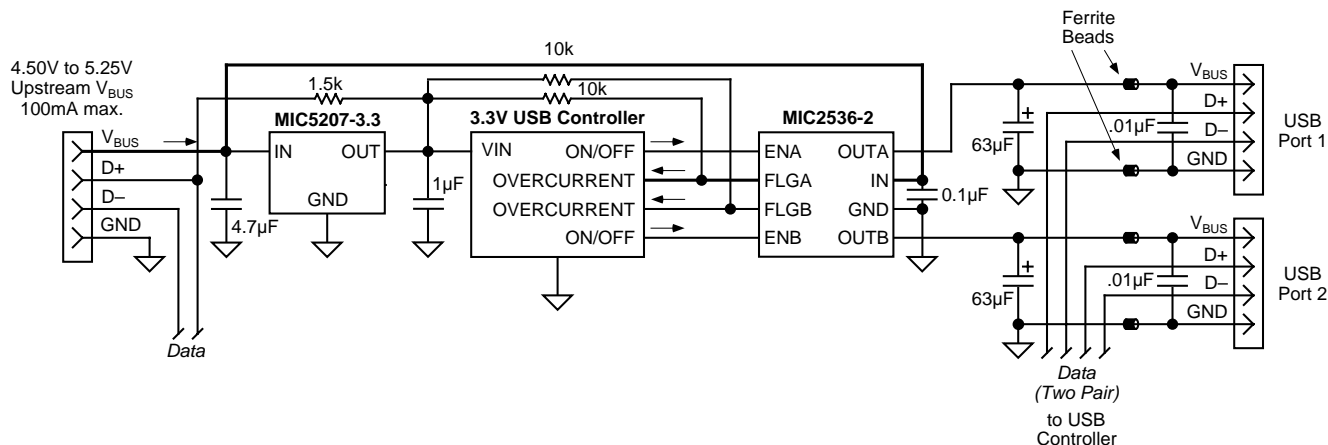 Ferrite
Beads
10k
4.50V to 5.25V
Upstream VBUS
100mA max.
1.5k
10k
MIC5207-3.3
3.3V USB Controller
MIC2536-2
VBUS
IN
OUT
GND
4.7µF
1µF
VIN
ON/OFF
OVERCURRENT
OVERCURRENT
ON/OFF
ENA
FLGA
FLGB
ENB
OUTA
IN
GND
OUTB
0.1µF
D+
D–
GND
Data
+
63µF
.01µF
VBUS
D+
D–
GND
USB
Port 1
+
63µF
.01µF
VBUS
D+
D–
GND
USB
Port 2
Data
(Two Pair)
to USB
Controller